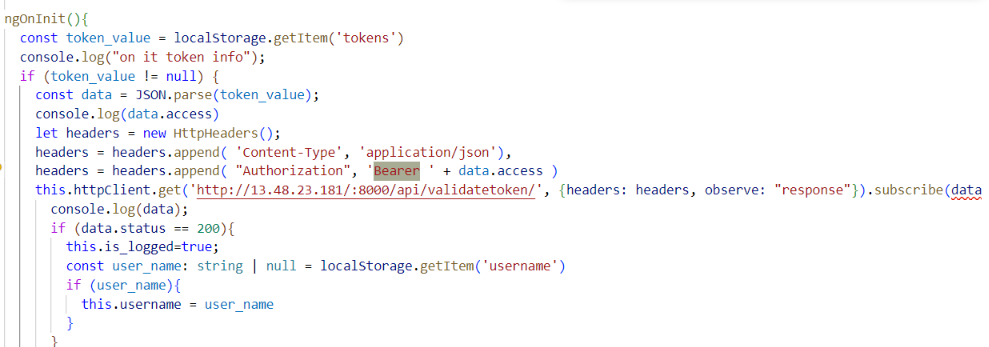 ngOnInit(){
const token_value = localStorage.getItem('tokens')
console.log("on it token info");
if (token_value != null) {
const data = JSON.parse(token_value);
console.log(data.access)
let headers = new HttpHeaders();
headers = headers.append( 'Content-Type', 'application/json'),
headers = headers.append( "Authorization", 'Bearer ' + data.access )
this.httpClient.get('http://13.48.23.181/:8000/api/validatetoken/', {headers: headers, observe: "response"}).subscribe(data
console.log(data);
if (data.status == 200){
this.is_logged=true;
const user_name: string | null = localStorage.getItem('username')
if (user_name){
this.username = user_name
}
}